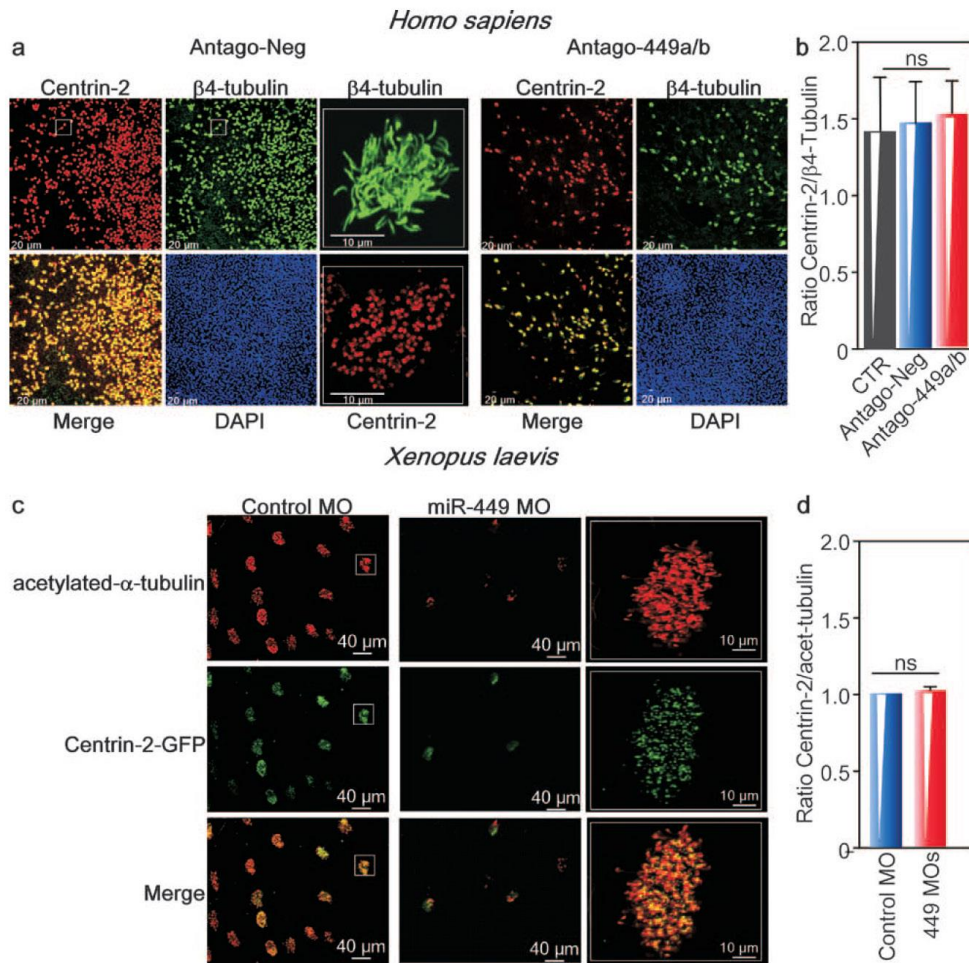 Homo sapiens
a
Antago-Neg
Antago-449a/b
Centrin-2
β4-tubulin
β4-tubulin
Centrin-2
β4-tubulin
20 µm
20 µm
10 µm
20 µm
20 µm
20 µm
20 µm
10 µm
20 µm
20 µm
Merge
DAPI
Centrin-2
Merge
DAPI
b
Ratio Centrin-2/β4-Tubulin
2.0
1.5
1.0
0.5
0
ns
CTR
Antago-Neg
Antago-449a/b
Xenopus laevis
c
Control MO
miR-449 MO
acetylated-α-tubulin
40 µm
40 µm
10 µm
Centrin-2-GFP
40 µm
40 µm
10 µm
Merge
40 µm
40 µm
10 µm
d
Ratio Centrin-2/acet-tubulin
2.0
1.5
1.0
0.5
0
ns
Control MO
449 MOs